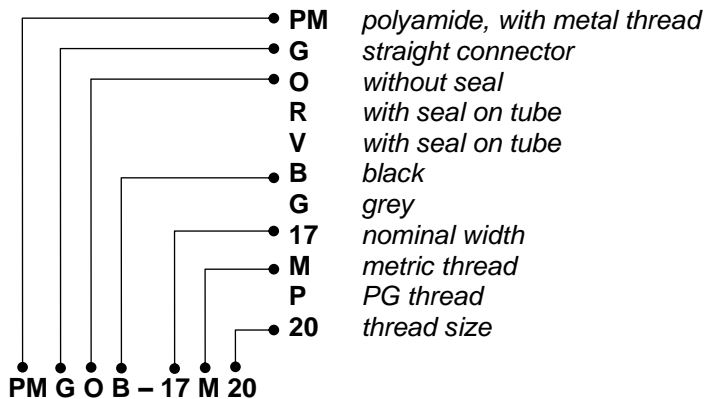 PM polyamide, with metal thread
G straight connector
O without seal
R with seal on tube
V with seal on tube
B black
G grey
17 nominal width
M metric thread
P PG thread
20 thread size
PM G O B – 17 M 20